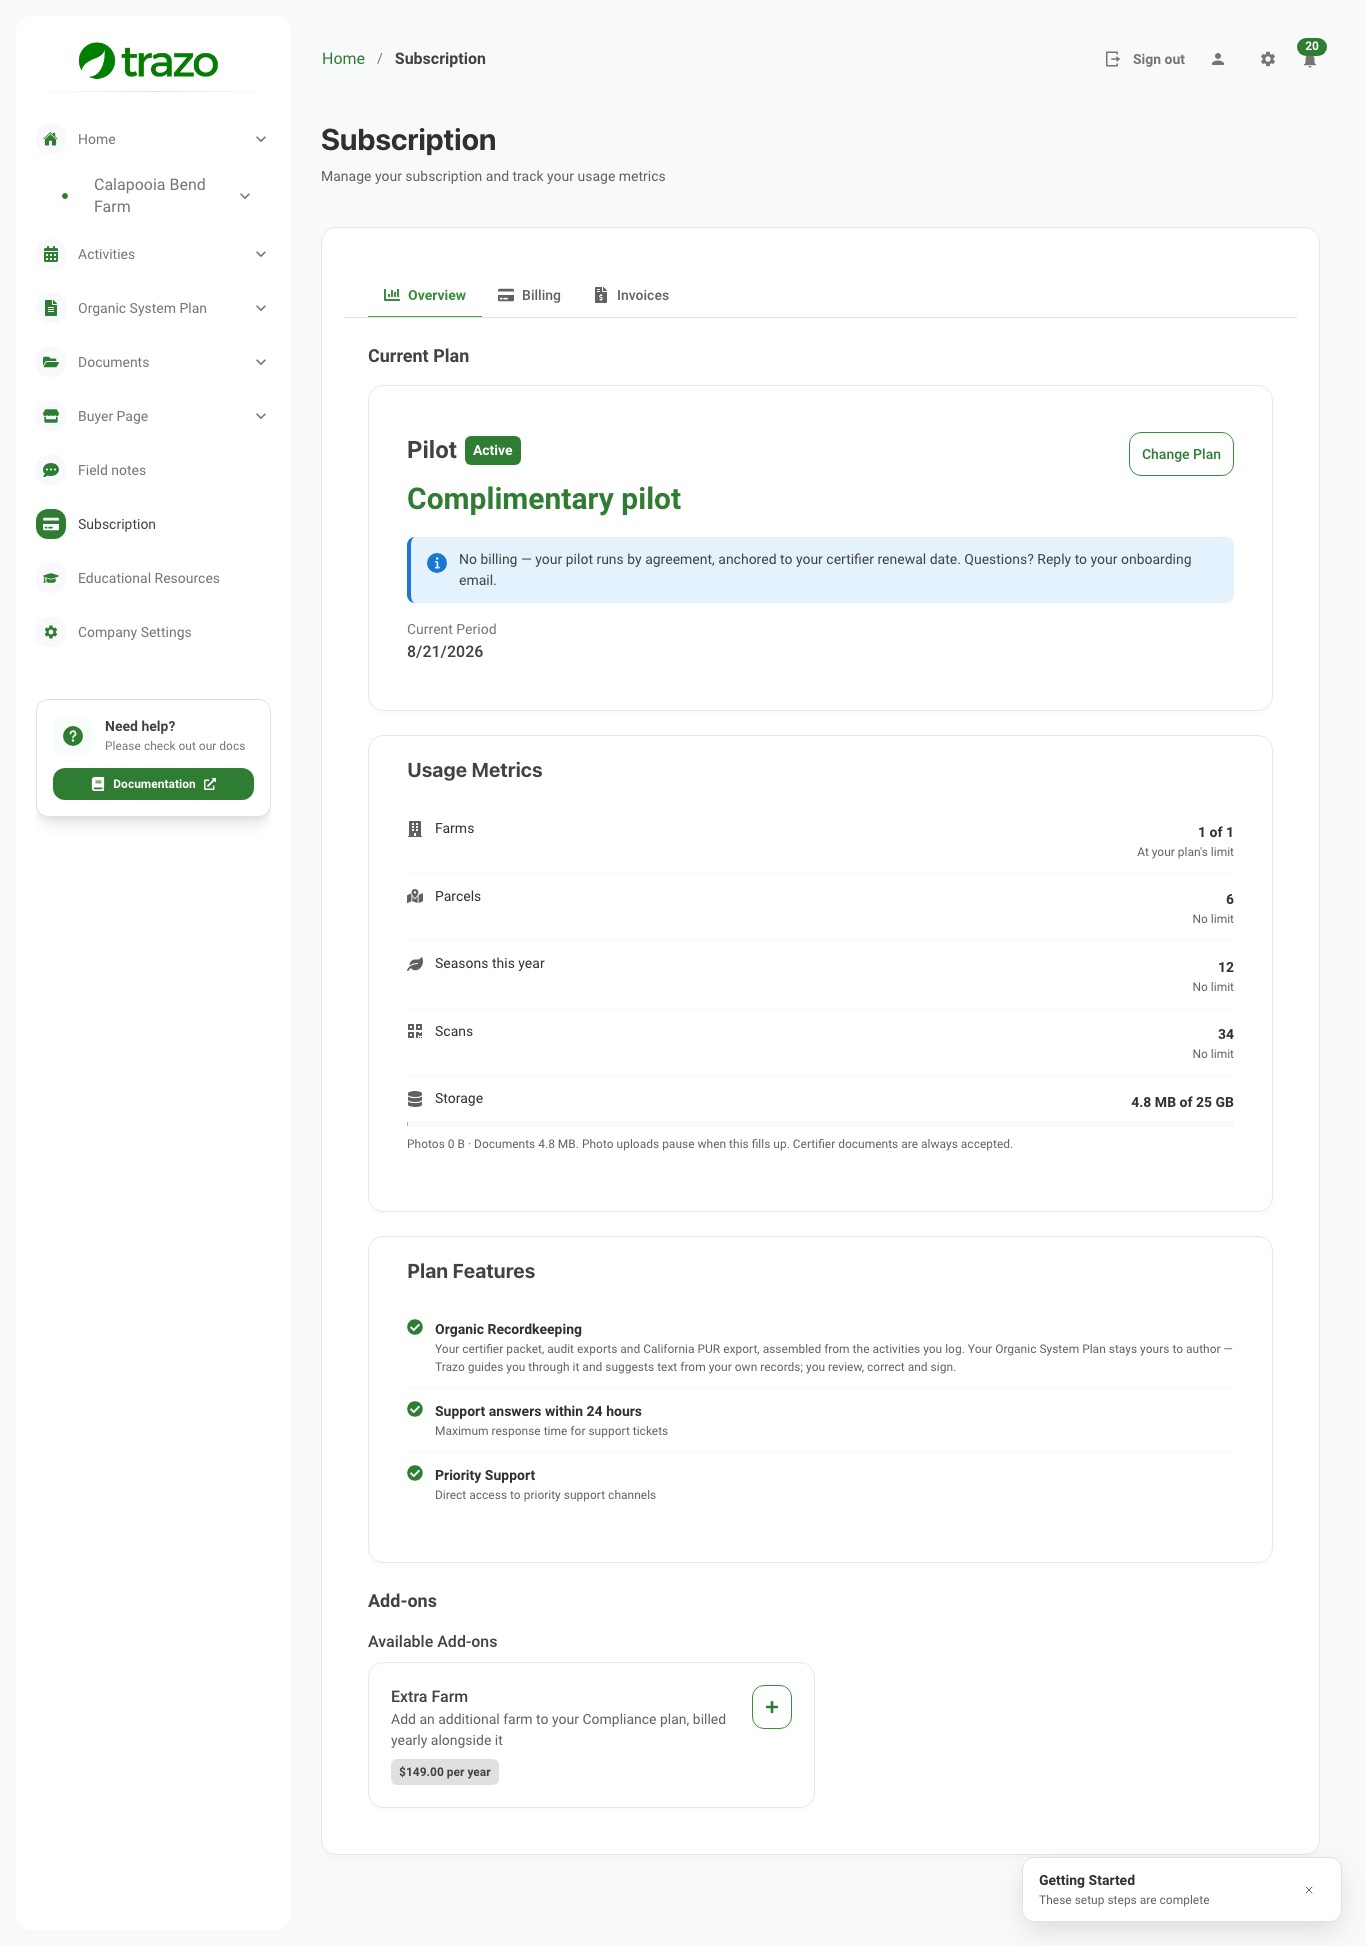 trazo
Home
Calapooia Bend
Farm
Activities
Organic System Plan
Documents
Buyer Page
Field notes
Subscription
Educational Resources
Company Settings
Need help?
Please check out our docs
Documentation
Home / Subscription
Sign out
20
Subscription
Manage your subscription and track your usage metrics
Overview
Billing
Invoices
Current Plan
Pilot Active
Change Plan
Complimentary pilot
No billing — your pilot runs by agreement, anchored to your certifier renewal date. Questions? Reply to your onboarding
email.
Current Period
8/21/2026
Usage Metrics
Farms
1 of 1
At your plan's limit
Parcels
6
No limit
Seasons this year
12
No limit
Scans
34
No limit
Storage
4.8 MB of 25 GB
Photos 0 B · Documents 4.8 MB. Photo uploads pause when this fills up. Certifier documents are always accepted.
Plan Features
Organic Recordkeeping
Your certifier packet, audit exports and California PUR export, assembled from the activities you log. Your Organic System Plan stays yours to author —
Trazo guides you through it and suggests text from your own records; you review, correct and sign.
Support answers within 24 hours
Maximum response time for support tickets
Priority Support
Direct access to priority support channels
Add-ons
Available Add-ons
Extra Farm
Add an additional farm to your Compliance plan, billed
yearly alongside it
$149.00 per year
Getting Started
These setup steps are complete